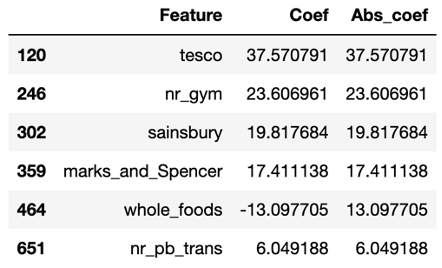 Feature Coef Abs_coef
120 tesco 37.570791 37.570791
246 nr_gym 23.606961 23.606961
302 sainsbury 19.817684 19.817684
359 marks_and_Spencer 17.411138 17.411138
464 whole_foods -13.097705 13.097705
651 nr_pb_trans 6.049188 6.049188